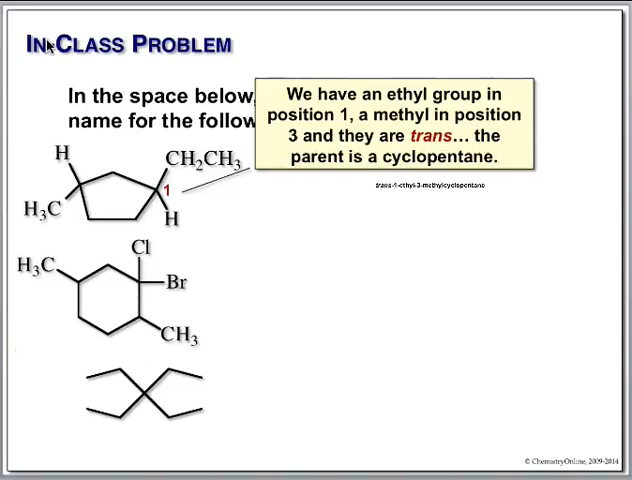 IN-CLASS PROBLEM
In the space below,
name for the follow
We have an ethyl group in
position 1, a methyl in position
3 and they are trans… the
parent is a cyclopentane.
trans-1-ethyl-3-methylcyclopentane
H
CH2CH3
1
H3C
H
Cl
H3C
Br
CH3
© ChemistryOnline, 2009-2014